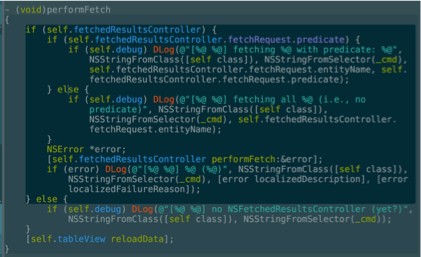 - (void)performFetch
{
if (self.fetchedResultsController) {
if (self.fetchedResultsController.fetchRequest.predicate) {
if (self.debug) DLog(@"[%@ %@] fetching %@ with predicate: %@",
NSStringFromClass([self class]), NSStringFromSelector(_cmd),
self.fetchedResultsController.fetchRequest.entityName, self.
fetchedResultsController.fetchRequest.predicate);
} else {
if (self.debug) DLog(@"[%@ %@] fetching all %@ (i.e., no
predicate)", NSStringFromClass([self class]),
NSStringFromSelector(_cmd), self.fetchedResultsController.
fetchRequest.entityName);
}
NSError *error;
[self.fetchedResultsController performFetch:&error];
if (error) DLog(@"[%@ %@] %@ (%@)", NSStringFromClass([self class]),
NSStringFromSelector(_cmd), [error localizedDescription], [error
localizedFailureReason]);
} else {
if (self.debug) DLog(@"[%@ %@] no NSFetchedResultsController (yet?)",
NSStringFromClass([self class]), NSStringFromSelector(_cmd));
}
[self.tableView reloadData];
}